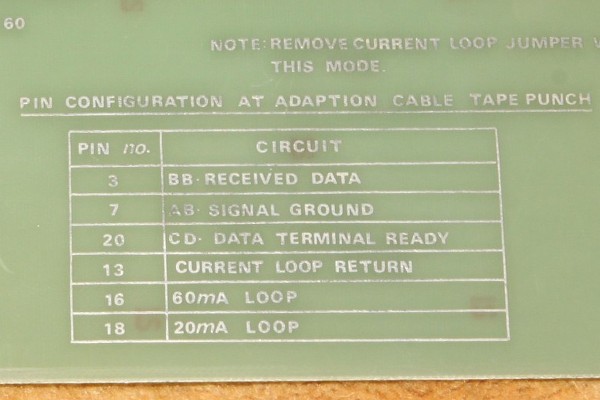 60
NOTE: REMOVE CURRENT LOOP JUMPER
THIS MODE.
PIN CONFIGURATION AT ADAPTION CABLE TAPE PUNCH
PIN no. CIRCUIT
3 BB· RECEIVED DATA
7 AB· SIGNAL GROUND
20 CD· DATA TERMINAL READY
13 CURRENT LOOP RETURN
16 60mA LOOP
18 20mA LOOP